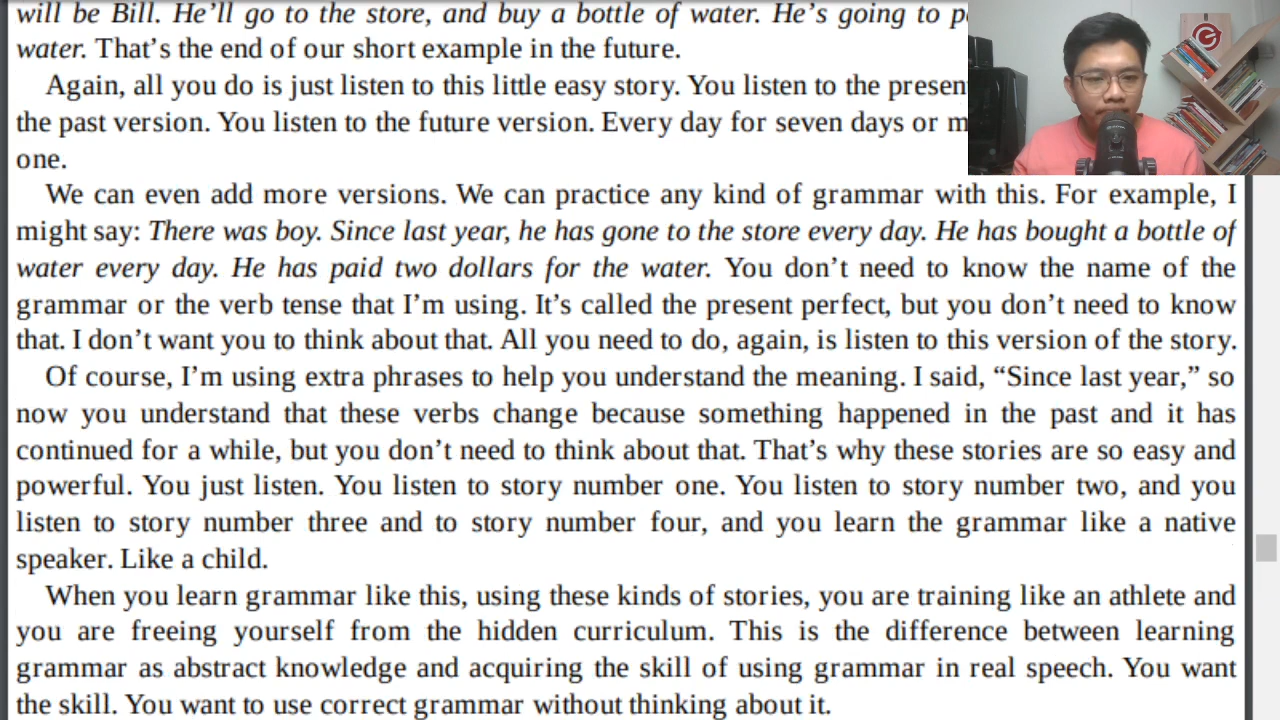 will be Bill. He’ll go to the store, and buy a bottle of water. He’s going to
water. That’s the end of our short example in the future.
Again, all you do is just listen to this little easy story. You listen to the
the past version. You listen to the future version. Every day for seven days or
one.
We can even add more versions. We can practice any kind of grammar with this. For example, I
might say: There was boy. Since last year, he has gone to the store every day. He has bought a bottle of
water every day. He has paid two dollars for the water. You don’t need to know the name of the
grammar or the verb tense that I’m using. It’s called the present perfect, but you don’t need to know
that. I don’t want you to think about that. All you need to do, again, is listen to this version of the story.
Of course, I’m using extra phrases to help you understand the meaning. I said, “Since last year,” so
now you understand that these verbs change because something happened in the past and it has
continued for a while, but you don’t need to think about that. That’s why these stories are so easy and
powerful. You just listen. You listen to story number one. You listen to story number two, and you
listen to story number three and to story number four, and you learn the grammar like a native
speaker. Like a child.
When you learn grammar like this, using these kinds of stories, you are training like an athlete and
you are freeing yourself from the hidden curriculum. This is the difference between learning
grammar as abstract knowledge and acquiring the skill of using grammar in real speech. You want
the skill. You want to use correct grammar without thinking about it.